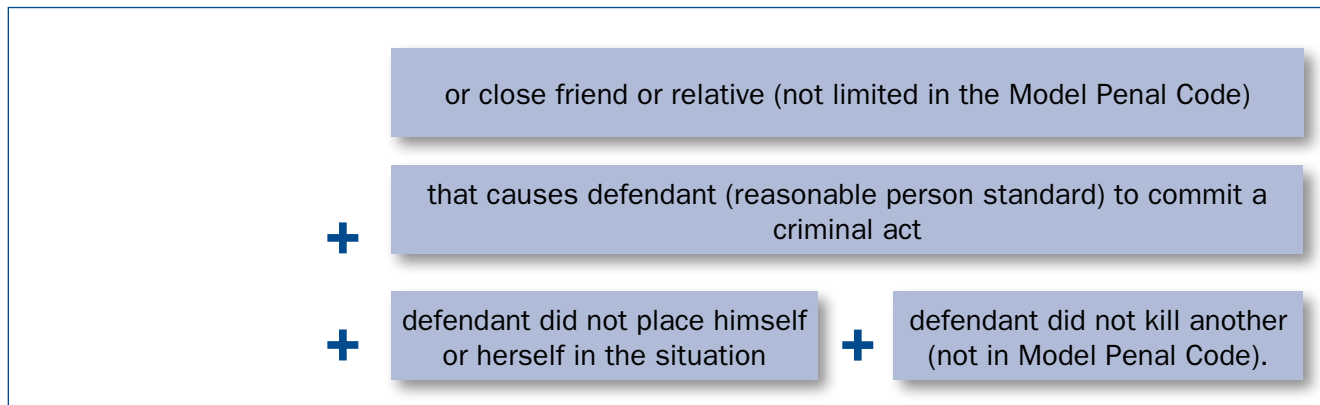 or close friend or relative (not limited in the Model Penal Code)
that causes defendant (reasonable person standard) to commit a
+ criminal act
+ defendant did not place himself + defendant did not kill another
or herself in the situation (not in Model Penal Code).